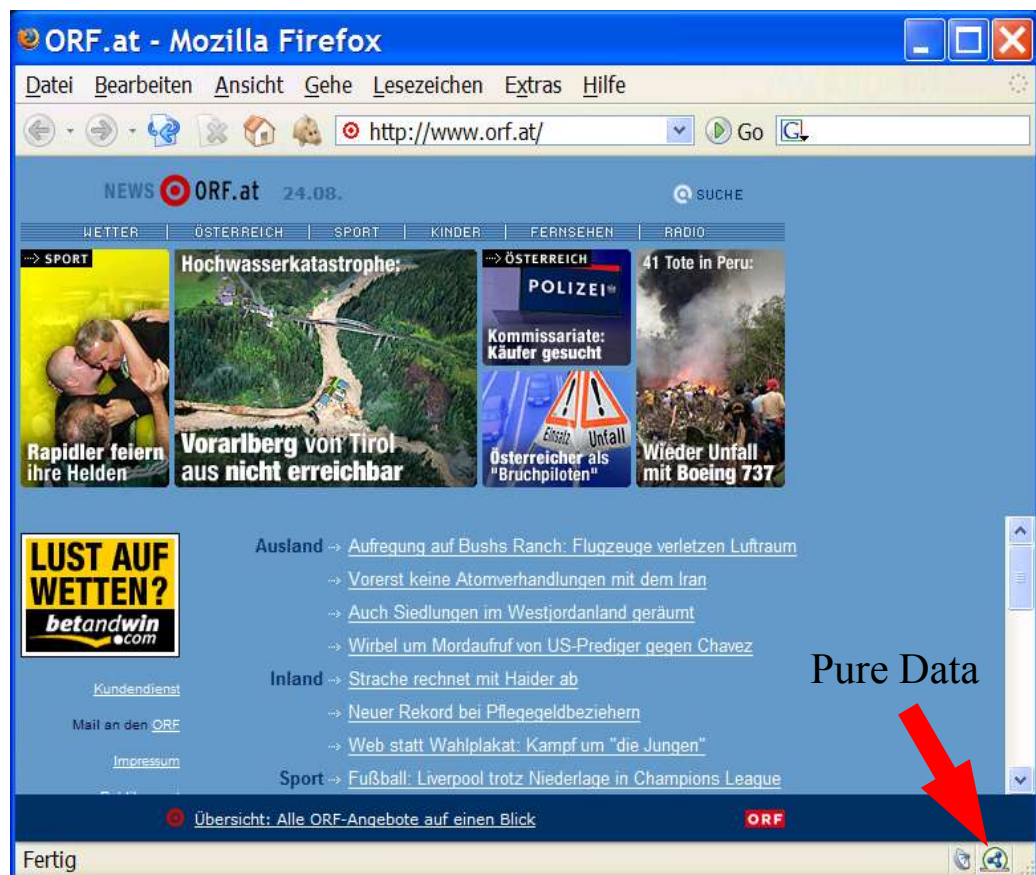 ORF.at - Mozilla Firefox
Datei Bearbeiten Ansicht Gehe Lesezeichen Extras Hilfe
http://www.orf.at/ Go G
NEWS ORF.at 24.08. SUCHE
WETTER | ÖSTERREICH | SPORT | KINDER | FERNSEHEN | RADIO
SPORT
Rapidler feiern
ihre Helden
Hochwasserkatastrophe:
Vorarlberg von Tirol
aus nicht erreichbar
ÖSTERREICH
POLIZEI
Kommissariate:
Käufer gesucht
Einsatz Unfall
Österreicher als
"Bruchpiloten"
41 Tote in Peru:
Wieder Unfall
mit Boeing 737
LUST AUF
WETTEN?
betandwin
.com
Kundendienst
Mail an den ORF
Impressum
Ausland Aufregung auf Bushs Ranch: Flugzeuge verletzen Luftraum
Vorerst keine Atomverhandlungen mit dem Iran
Auch Siedlungen im Westjordanland geräumt
Wirbel um Mordaufruf von US-Prediger gegen Chavez
Inland Strache rechnet mit Haider ab
Neuer Rekord bei Pflegegeldbeziehern
Web statt Wahlplakat: Kampf um "die Jungen"
Sport Fußball: Liverpool trotz Niederlage in Champions League
Pure Data
Übersicht: Alle ORF-Angebote auf einen Blick ORF
Fertig